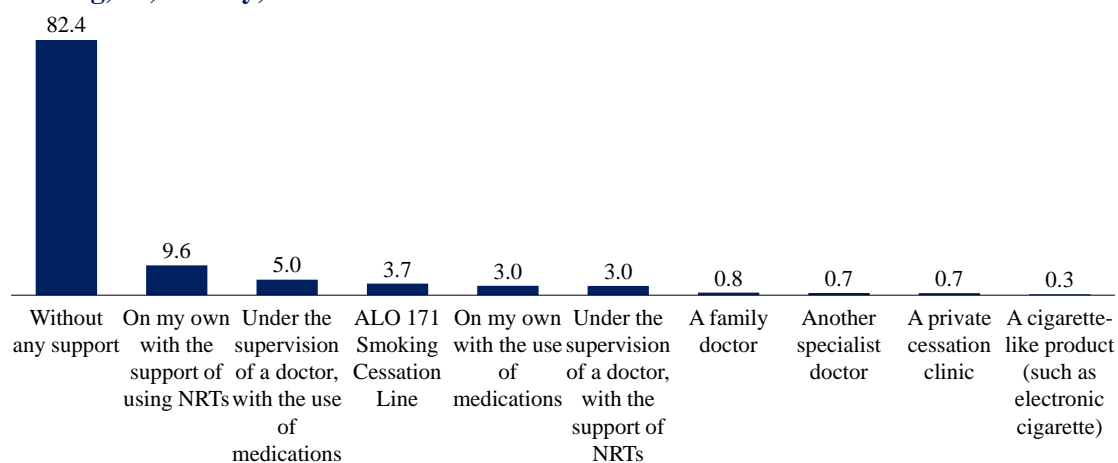 82.4
9.6
5.0
3.7
3.0
3.0
0.8
0.7
0.7
0.3
Without
any support
On my own
with the
support of
using NRTs
Under the
supervision
of a doctor,
with the use
of
medications
ALO 171
Smoking
Cessation
Line
On my own
with the use
of
medications
Under the
supervision
of a doctor,
with the
support of
NRTs
A family
doctor
Another
specialist
doctor
A private
cessation
clinic
A cigarette-
like product
(such as
electronic
cigarette)